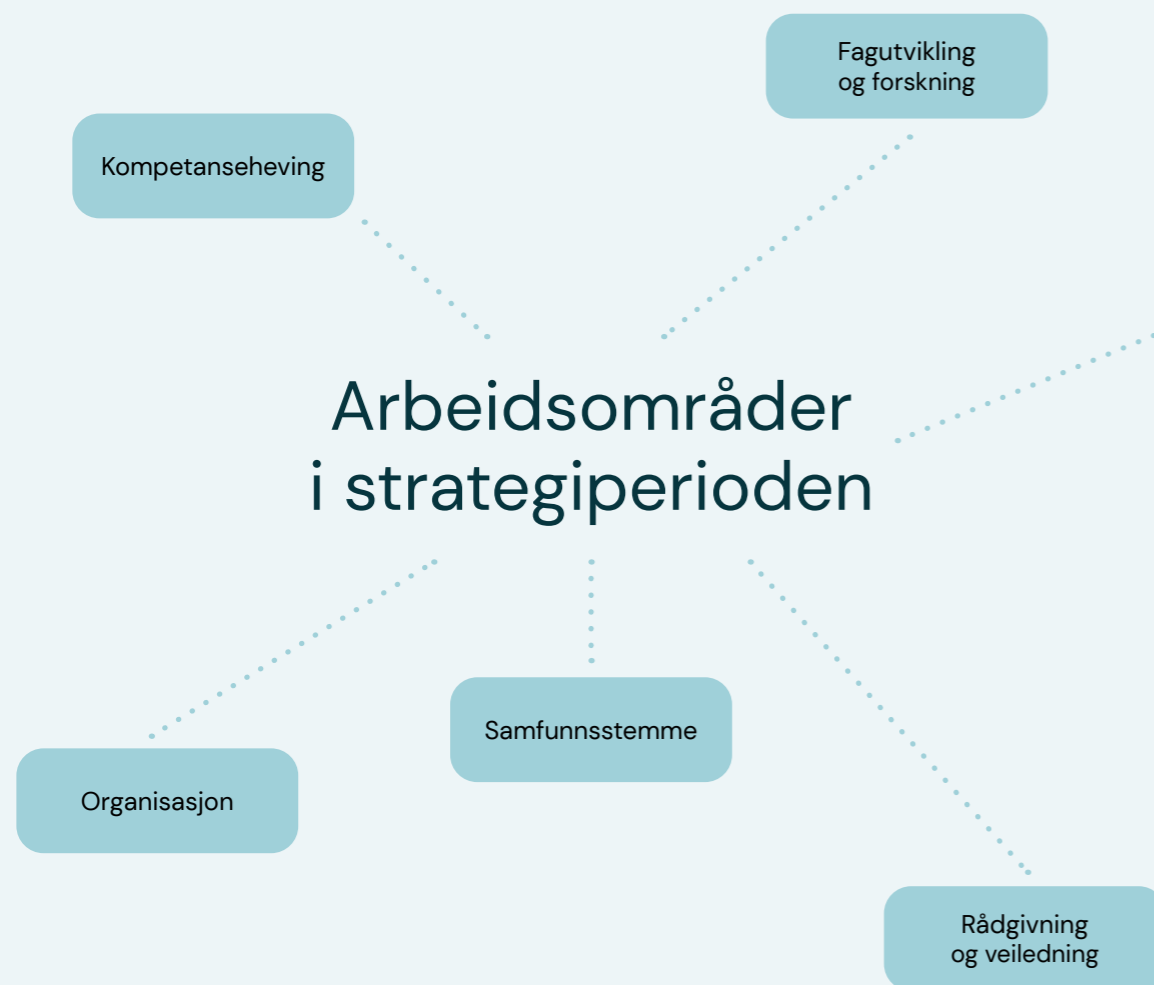 Fagutvikling
og forskning
Kompetanseheving
Arbeidsområder
i strategiperioden
Samfunnsstemme
Organisasjon
Rådgivning
og veiledning